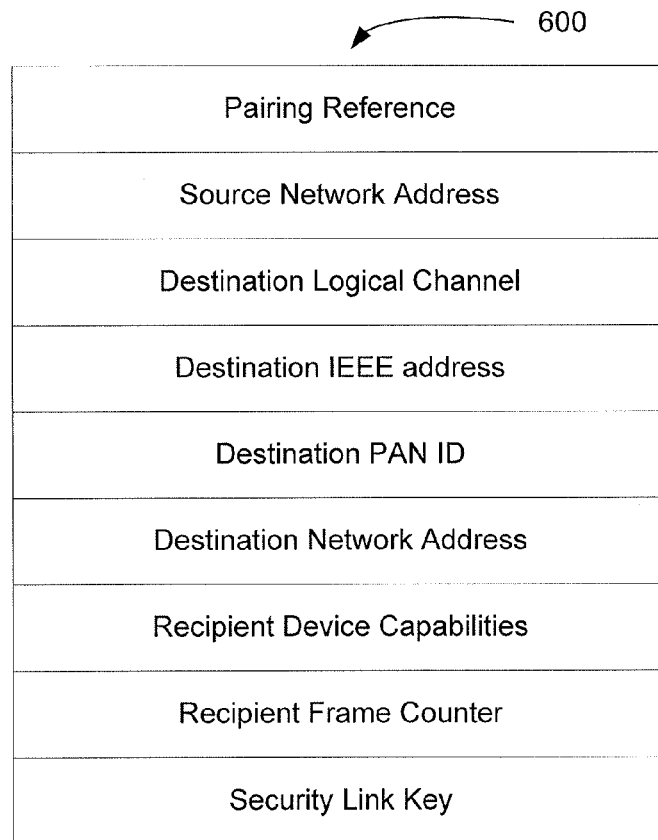 600
Pairing Reference
Source Network Address
Destination Logical Channel
Destination IEEE address
Destination PAN ID
Destination Network Address
Recipient Device Capabilities
Recipient Frame Counter
Security Link Key